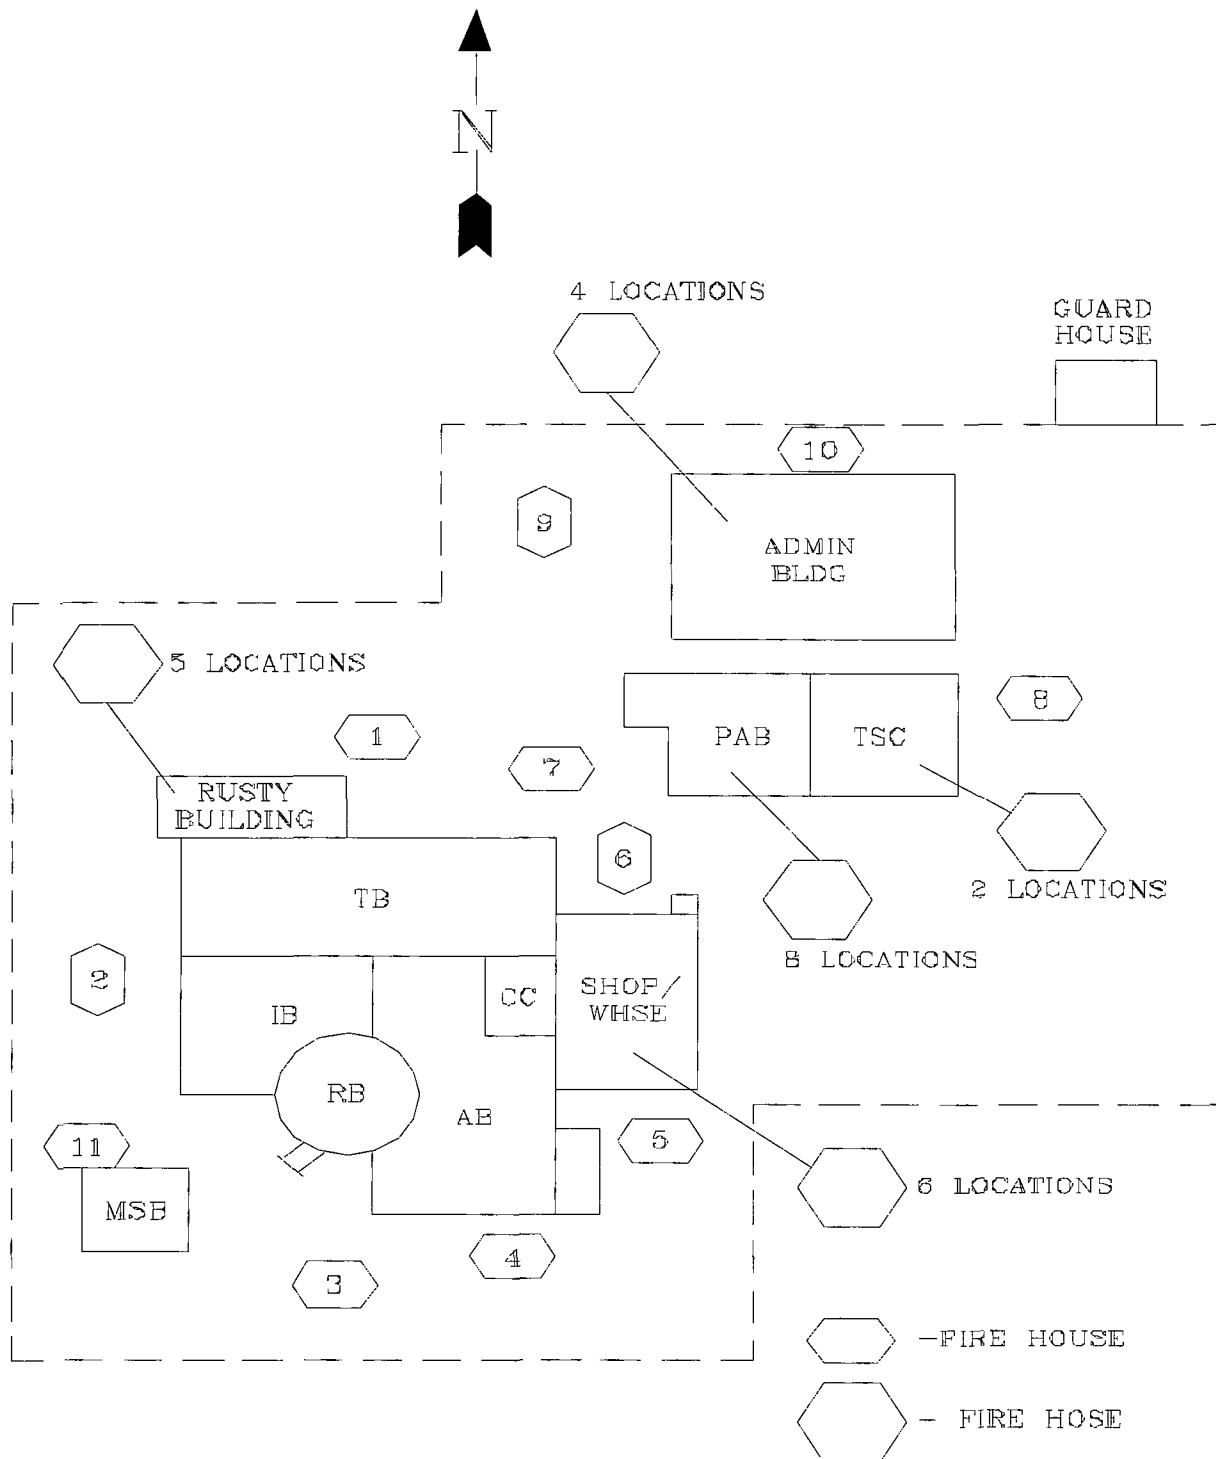 N
4 LOCATIONS
GUARD
HOUSE
10
9
ADMIN
BLDG
5 LOCATIONS
8
1
PAB
TSC
7
RUSTY
BUILDING
6
TB
2 LOCATIONS
8 LOCATIONS
2
CC
SHOP /
WHSE
IB
RB
AB
5
11
6 LOCATIONS
MSB
4
3
-FIRE HOUSE
- FIRE HOSE